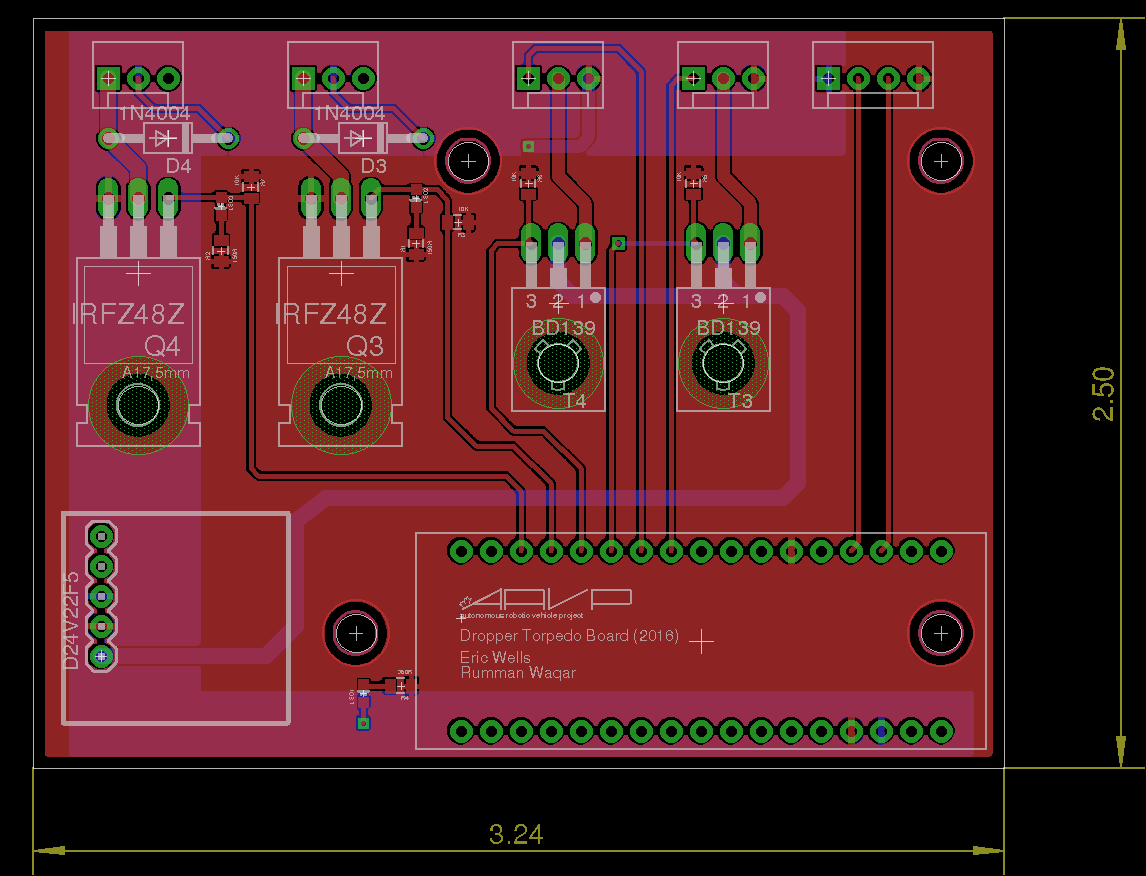 1N4004
1N4004
D4
D3
IRFZ48Z
Q4
A17,5mm
IRFZ48Z
Q3
A17,5mm
3 2 1
BD139
T4
3 2 1
BD139
T3
2.50
D24V22F5
ARVP
autonomous robotic vehicle project
Dropper Torpedo Board (2016)
Eric Wells
Rumman Waqar
3.24